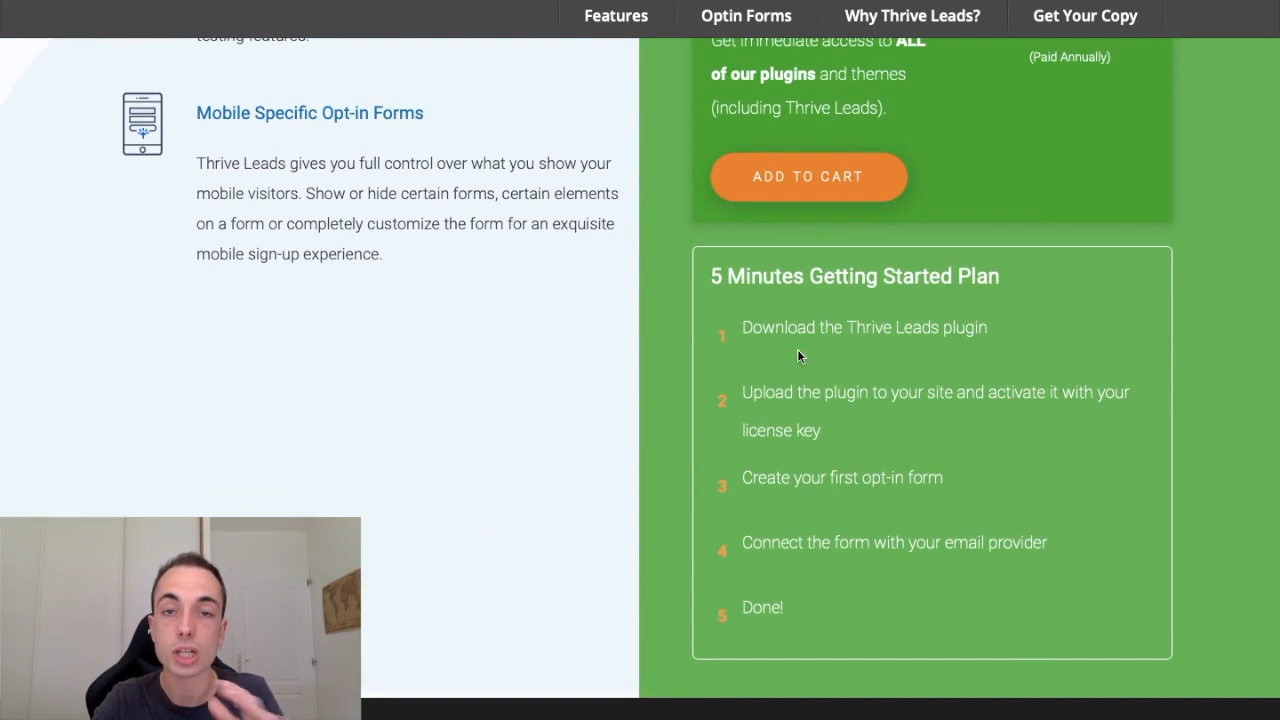 Features
Optin Forms
Why Thrive Leads?
Get Your Copy
testing features.
Mobile Specific Opt-in Forms
Thrive Leads gives you full control over what you show your
mobile visitors. Show or hide certain forms, certain elements
on a form or completely customize the form for an exquisite
mobile sign-up experience.
Get immediate access to ALL
of our plugins and themes
(including Thrive Leads).
(Paid Annually)
ADD TO CART
5 Minutes Getting Started Plan
1 Download the Thrive Leads plugin
2 Upload the plugin to your site and activate it with your
license key
3 Create your first opt-in form
4 Connect the form with your email provider
5 Done!